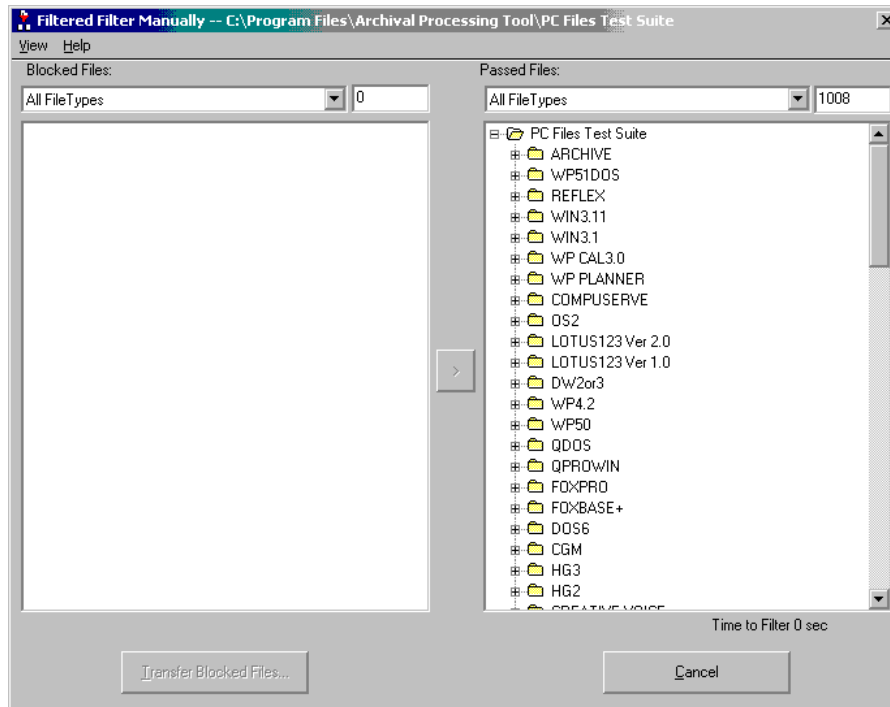 Filtered Filter Manually -- C:\Program Files\Archival Processing Tool\PC Files Test Suite
View Help
Blocked Files:
All FileTypes
0
Passed Files:
All FileTypes
1008
PC Files Test Suite
ARCHIVE
WP51DOS
REFLEX
WIN3.11
WIN3.1
WP CAL3.0
WP PLANNER
COMPUSERVE
OS2
LOTUS123 Ver 2.0
LOTUS123 Ver 1.0
DW2or3
WP4.2
WP50
QDOS
QPROWIN
FOXPRO
FOXBASE+
DOS6
CGM
HG3
HG2
CREATIVE VOICE
>
Time to Filter 0 sec
Transfer Blocked Files...
Cancel